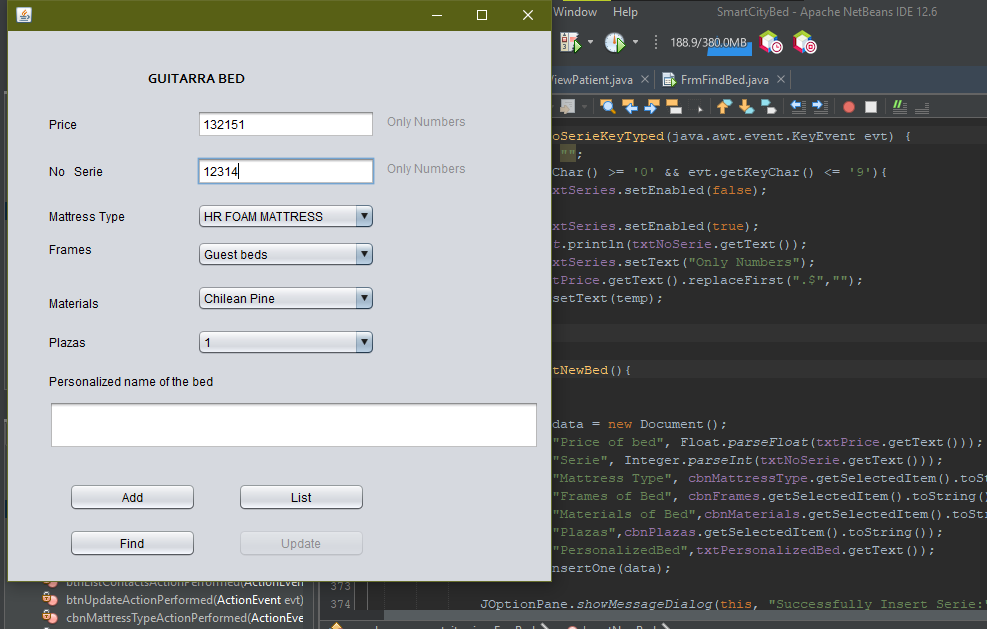 Window Help SmartCityBed - Apache NetBeans IDE 12.6
188.9/380.0MB
ViewPatient.java × FrmFindBed.java ×
GUITARRA BED
Price 132151 Only Numbers
No Serie 12314 Only Numbers
Mattress Type HR FOAM MATTRESS
Frames Guest beds
Materials Chilean Pine
Plazas 1
Personalized name of the bed
Add List
Find Update
oSerieKeyTyped(java.awt.event.KeyEvent evt) {
"";
Char() >= '0' && evt.getKeyChar() <= '9'){
xtSeries.setEnabled(false);
xtSeries.setEnabled(true);
t.println(txtNoSerie.getText());
xtSeries.setText("Only Numbers");
tPrice.getText().replaceFirst(".$","");
setText(temp);
tNewBed(){
data = new Document();
"Price of bed", Float.parseFloat(txtPrice.getText()));
"Serie", Integer.parseInt(txtNoSerie.getText()));
"Mattress Type", cbnMattressType.getSelectedItem().toSt
"Frames of Bed", cbnFrames.getSelectedItem().toString()
"Materials of Bed",cbnMaterials.getSelectedItem().toStr
"Plazas",cbnPlazas.getSelectedItem().toString());
"PersonalizedBed",txtPersonalizedBed.getText());
nsertOne(data);
373
374 JOptionPane.showMessageDialog(this, "Successfully Insert Serie:"
btnListContactsActionPerformed(ActionEven
btnUpdateActionPerformed(ActionEvent evt)
cbnMattressTypeActionPerformed(ActionEve